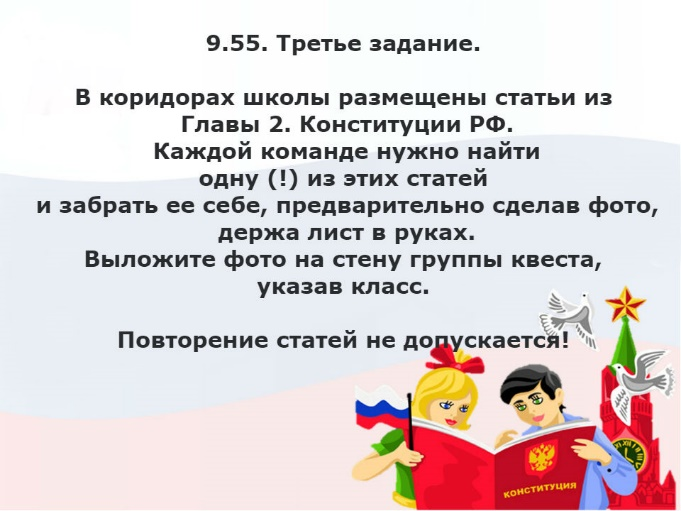 9.55. Третье задание.
В коридорах школы размещены статьи из
Главы 2. Конституции РФ.
Каждой команде нужно найти
одну (!) из этих статей
и забрать ее себе, предварительно сделав фото,
держа лист в руках.
Выложите фото на стену группы квеста,
указав класс.
Повторение статей не допускается!
КОНСТИТУЦИЯ